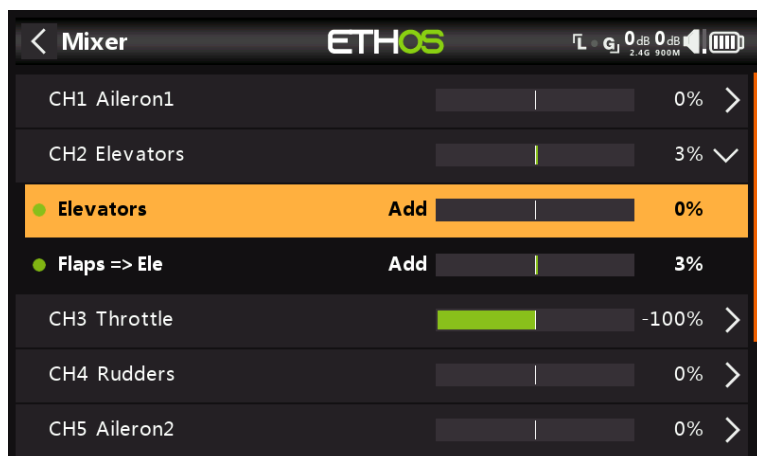 Mixer ETHOS L G 0dB 2.4G 0dB 900M
CH1 Aileron1 0%
CH2 Elevators 3%
Elevators Add 0%
Flaps => Ele Add 3%
CH3 Throttle -100%
CH4 Rudders 0%
CH5 Aileron2 0%